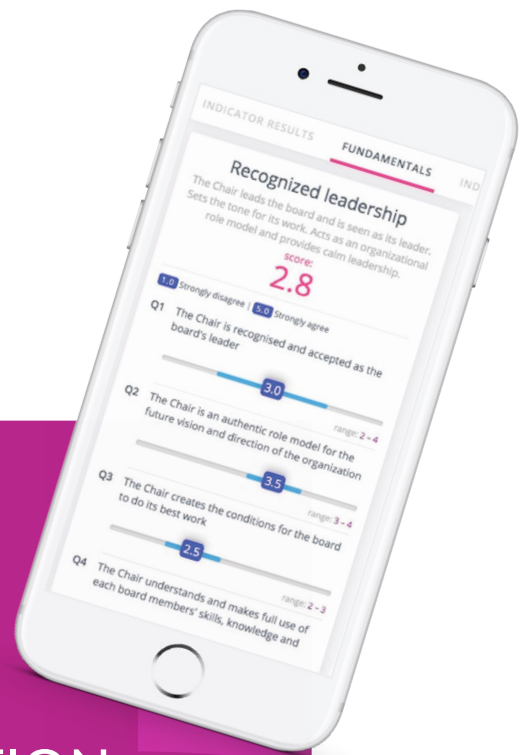 INDICATOR RESULTS
FUNDAMENTALS
IND
Recognized leadership
The Chair leads the board and is seen as its leader.
Sets the tone for its work. Acts as an organizational
role model and provides calm leadership.
score:
2.8
1.0 Strongly disagree | 5.0 Strongly agree
Q1 The Chair is recognised and accepted as the
board's leader
3.0
range: 2 – 4
Q2 The Chair is an authentic role model for the
future vision and direction of the organization
3.5
range: 3 – 4
Q3 The Chair creates the conditions for the board
to do its best work
2.5
range: 2 – 3
Q4 The Chair understands and makes full use of
each board members' skills, knowledge and